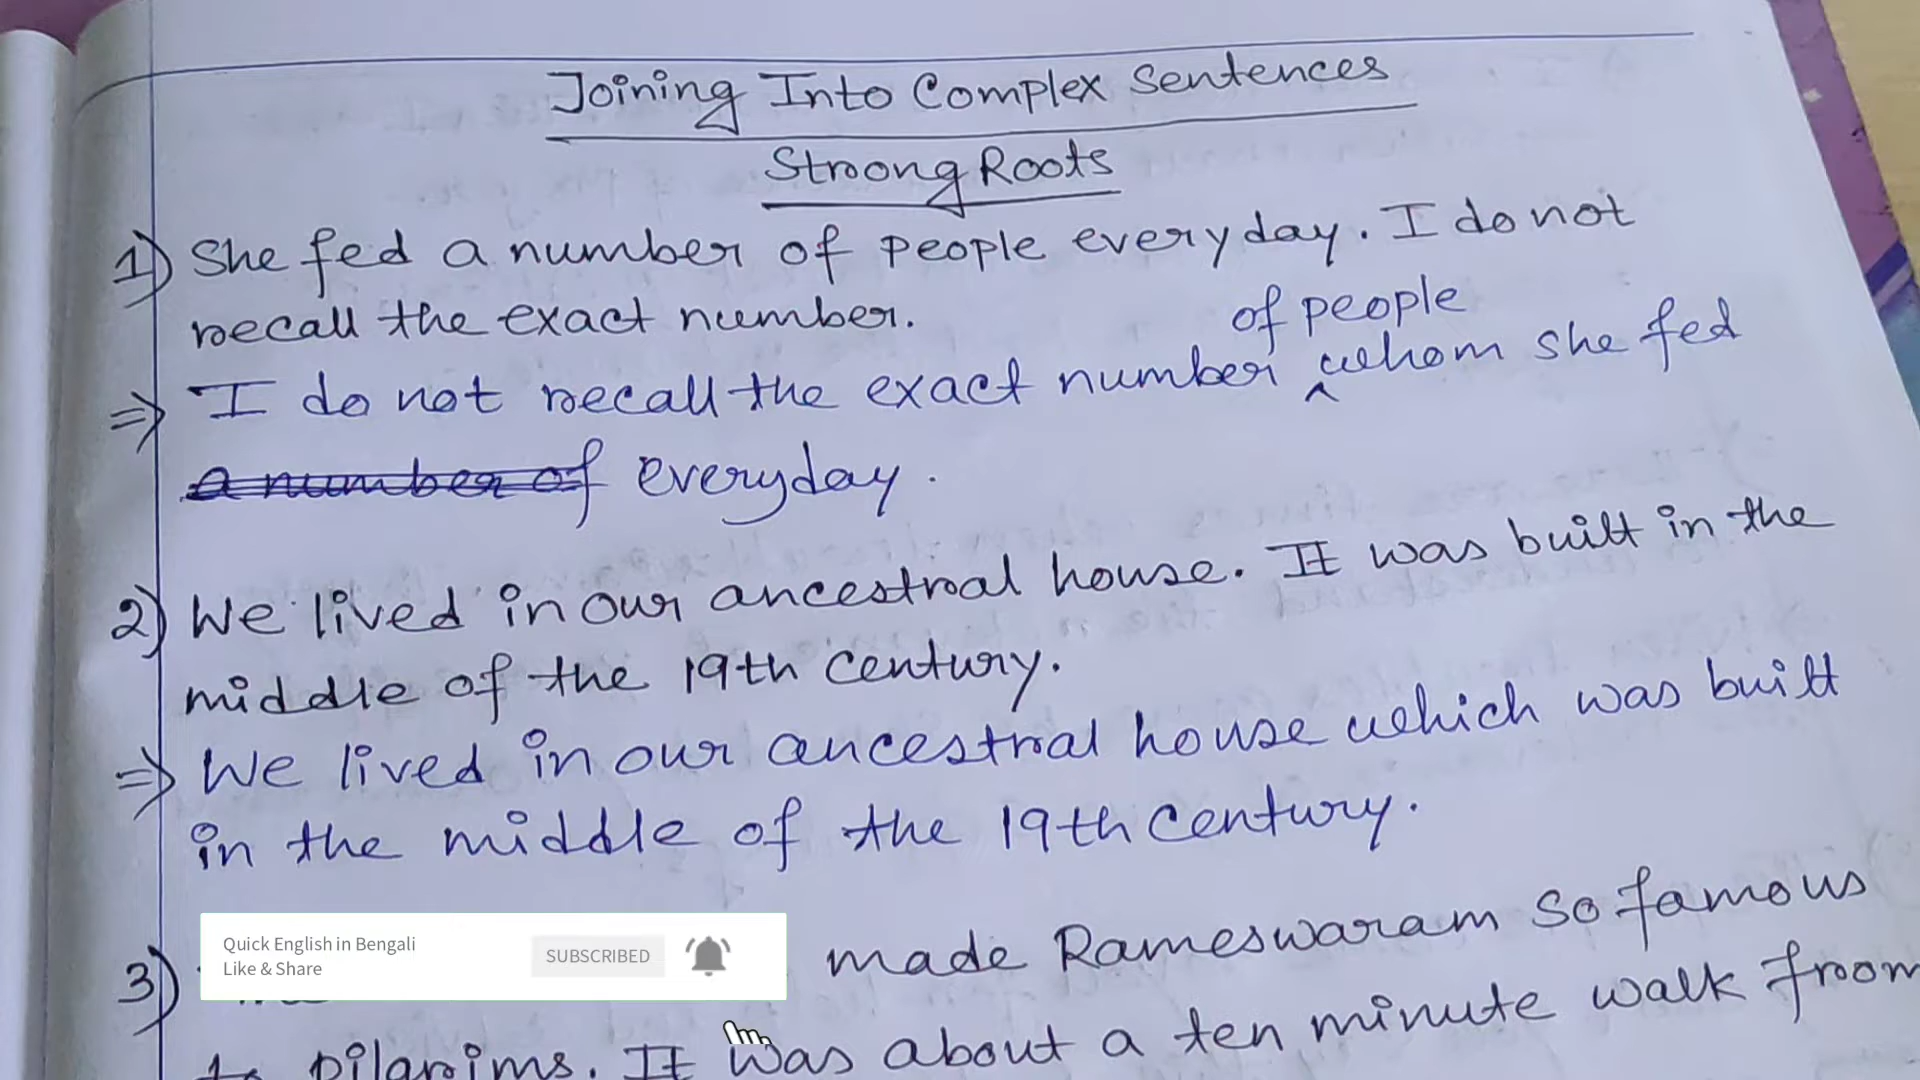 Joining Into Complex Sentences
Strong Roots
1) She fed a number of people everyday. I do not
recall the exact number.
of people
⇒ I do not recall the exact number ^ whom she fed
a number of everyday.
2) We lived in our ancestral house. It was built in the
middle of the 19th century.
⇒ We lived in our ancestral house which was built
in the middle of the 19th century.
3) made Rameswaram so famous
to pilgrims. It was about a ten minute walk from
Quick English in Bengali
Like & Share
SUBSCRIBED